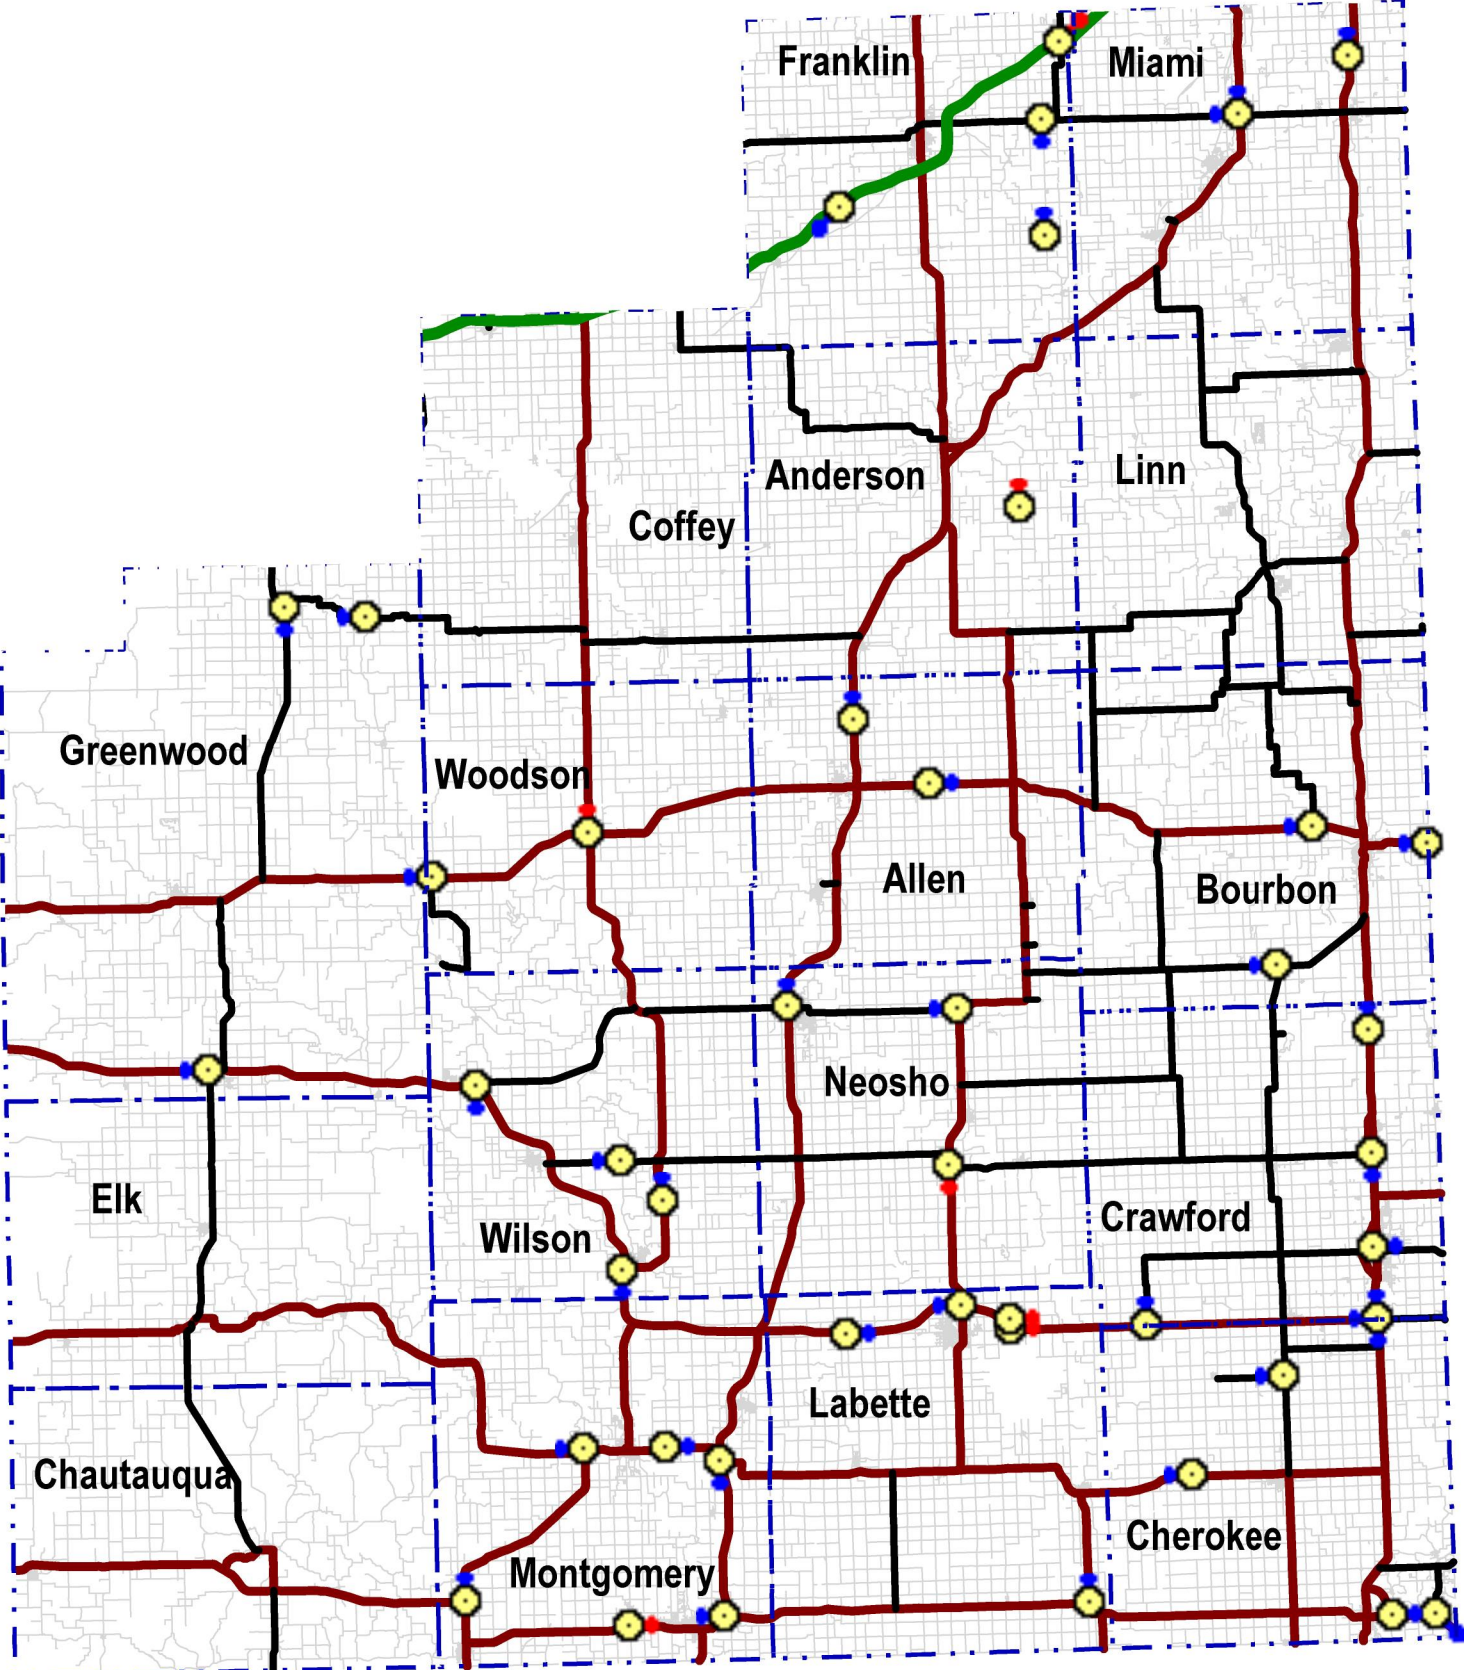 Franklin
Miami
Anderson
Linn
Coffey
Greenwood
Woodson
Allen
Bourbon
Neosho
Elk
Wilson
Crawford
Labette
Chautauqua
Cherokee
Montgomery